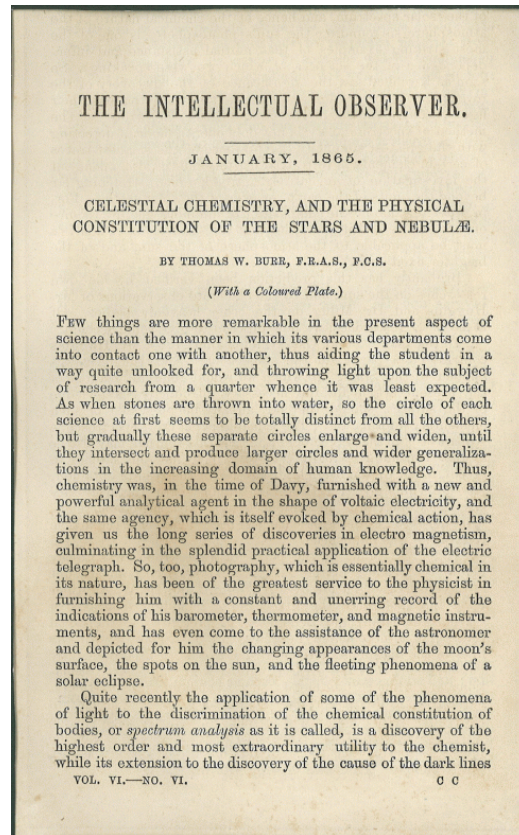 THE INTELLECTUAL OBSERVER.
JANUARY, 1865.
CELESTIAL CHEMISTRY, AND THE PHYSICAL
CONSTITUTION OF THE STARS AND NEBULÆ.
BY THOMAS W. BURR, F.R.A.S., F.C.S.
(With a Coloured Plate.)
FEW things are more remarkable in the present aspect of
science than the manner in which its various departments come
into contact one with another, thus aiding the student in a
way quite unlooked for, and throwing light upon the subject
of research from a quarter whence it was least expected.
As when stones are thrown into water, so the circle of each
science at first seems to be totally distinct from all the others,
but gradually these separate circles enlarge and widen, until
they intersect and produce larger circles and wider generaliza-
tions in the increasing domain of human knowledge. Thus,
chemistry was, in the time of Davy, furnished with a new and
powerful analytical agent in the shape of voltaic electricity, and
the same agency, which is itself evoked by chemical action, has
given us the long series of discoveries in electro magnetism,
culminating in the splendid practical application of the electric
telegraph. So, too, photography, which is essentially chemical in
its nature, has been of the greatest service to the physicist in
furnishing him with a constant and unerring record of the
indications of his barometer, thermometer, and magnetic instru-
ments, and has even come to the assistance of the astronomer
and depicted for him the changing appearances of the moon's
surface, the spots on the sun, and the fleeting phenomena of a
solar eclipse.
Quite recently the application of some of the phenomena
of light to the discrimination of the chemical constitution of
bodies, or spectrum analysis as it is called, is a discovery of the
highest order and most extraordinary utility to the chemist,
while its extension to the discovery of the cause of the dark lines
VOL. VI.—NO. VI. C C